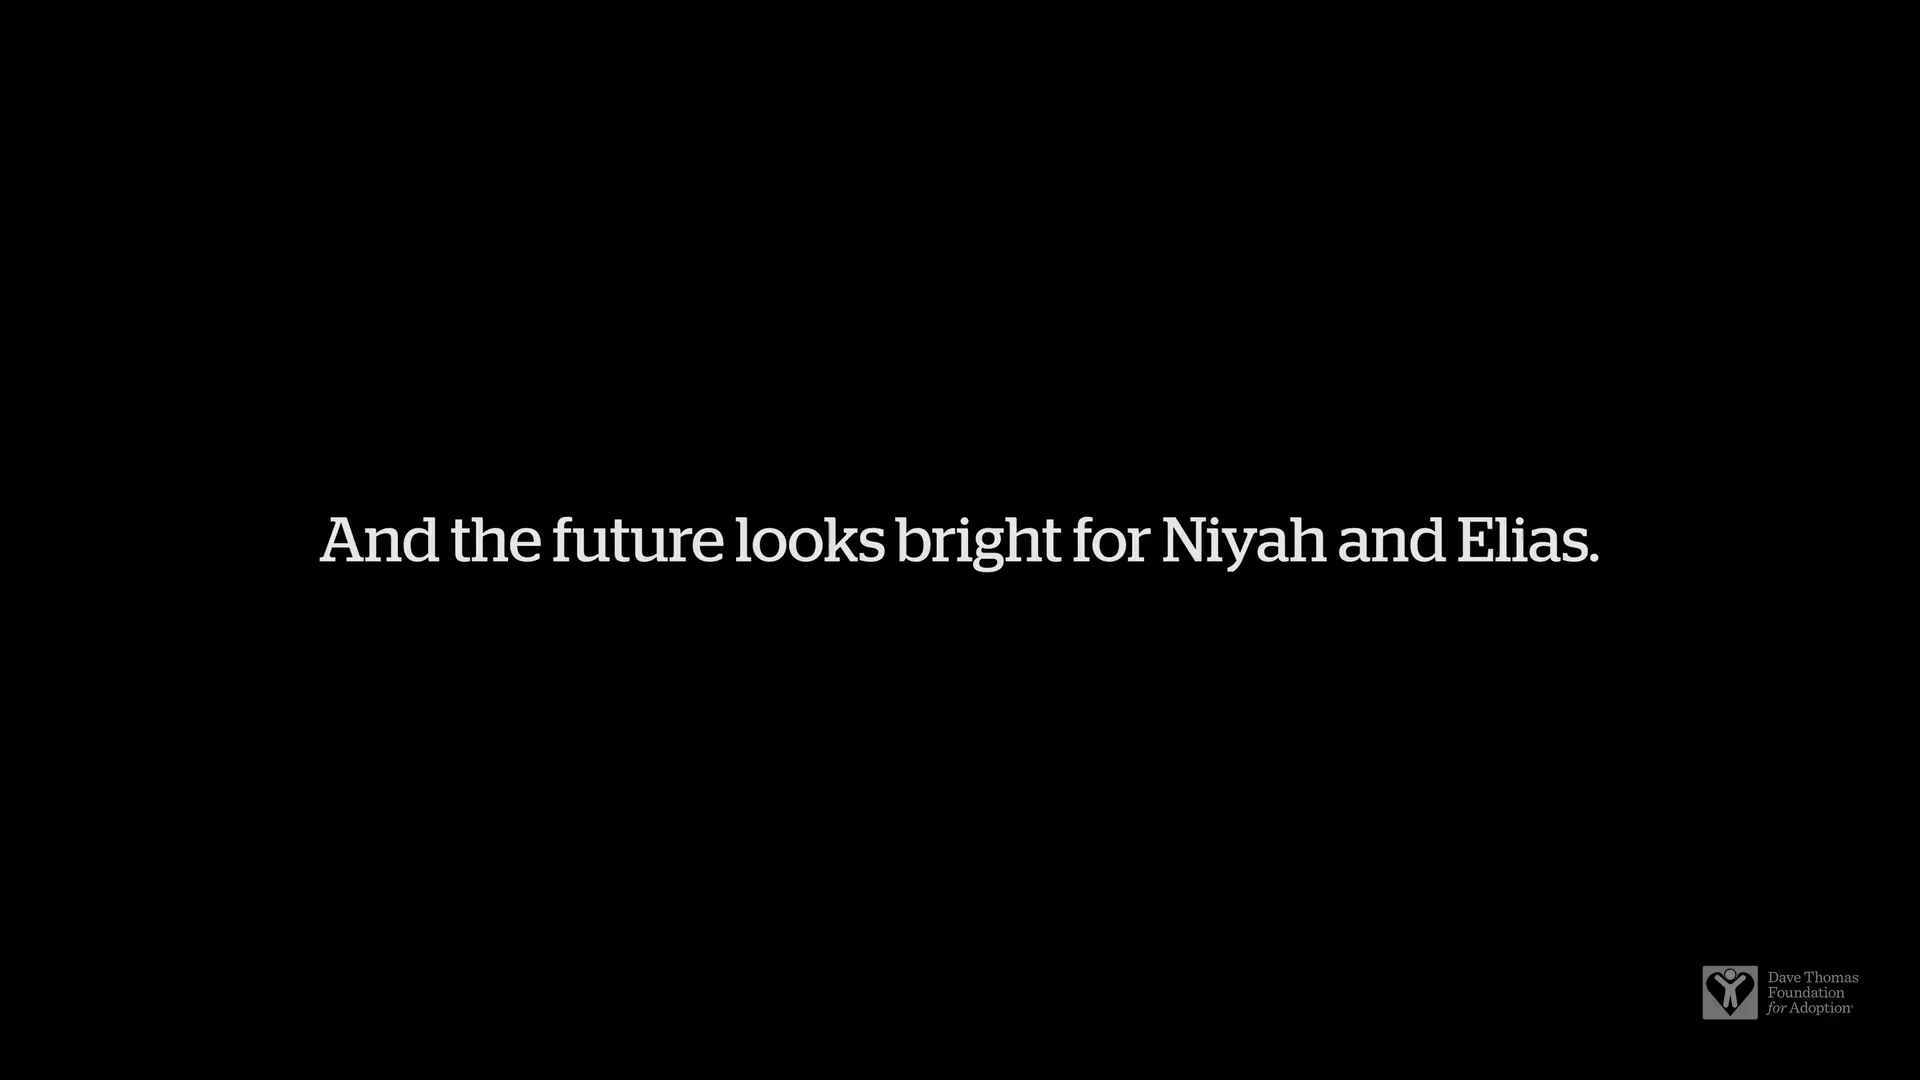 And the future looks bright for Niyah and Elias.
Dave Thomas
Foundation
for Adoption®